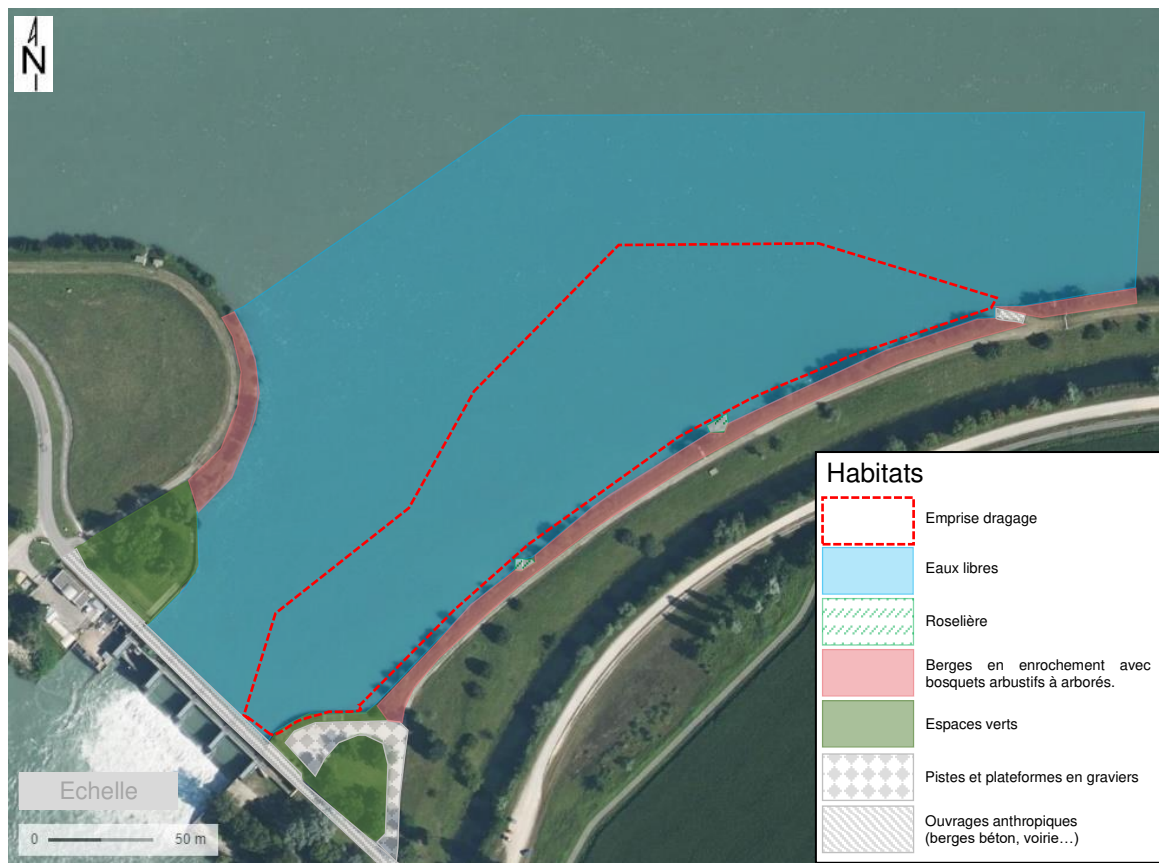 N
Habitats
Emprise dragage
Eaux libres
Roselière
Berges en enrochement avec
bosquets arbustifs à arborés.
Espaces verts
Pistes et plateformes en graviers
Ouvrages anthropiques
(berges béton, voirie…)
Echelle
0 50 m